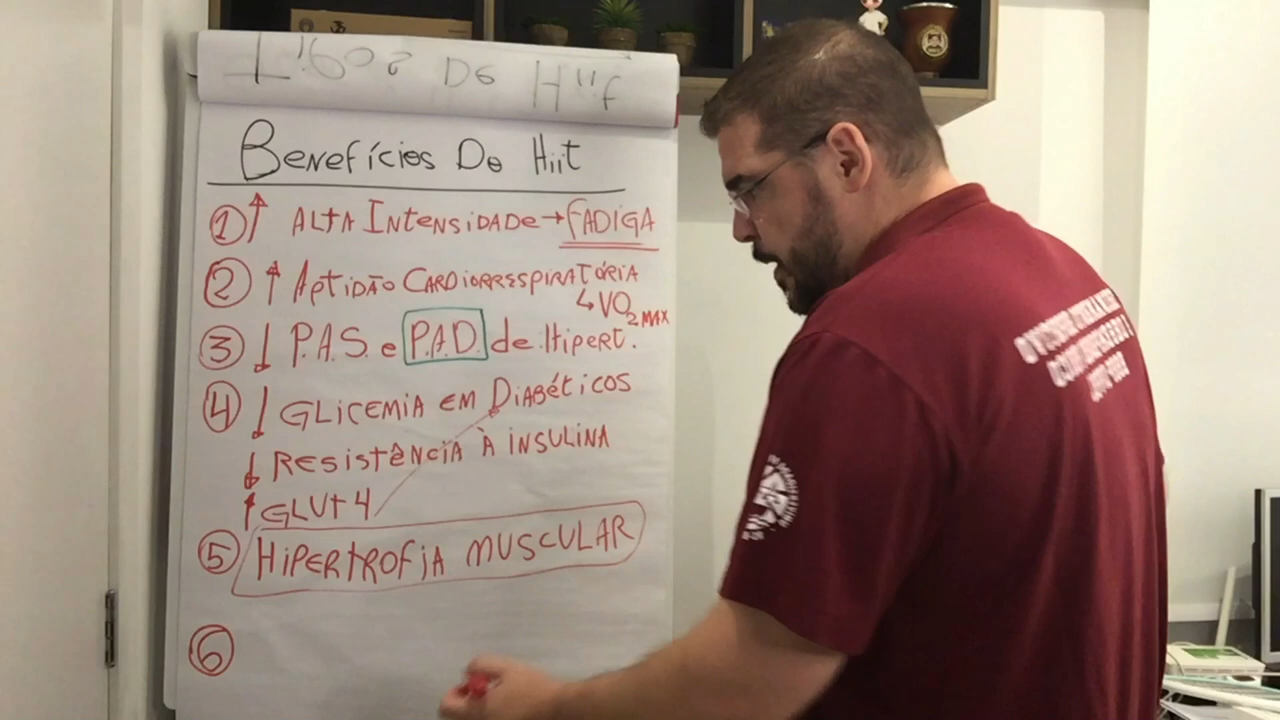 Benefícios Do Hiit
1 ↑ ALTA INTENSIDADE → FADIGA
2 ↑ APTIDÃO CARDIORRESPIRATÓRIA
↳ VO2 MAX
3 ↓ P.A.S. e P.A.D. de Hipert.
4 ↓ GLICEMIA EM DIABÉTICOS
↓ RESISTÊNCIA À INSULINA
↑ GLUT 4
5 HIPERTROFIA MUSCULAR
6